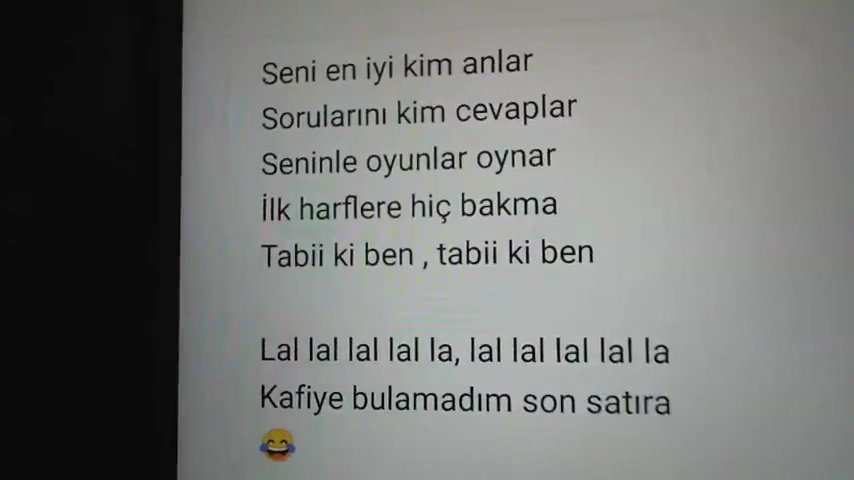 Seni en iyi kim anlar
Sorularını kim cevaplar
Seninle oyunlar oynar
İlk harflere hiç bakma
Tabii ki ben , tabii ki ben
Lal lal lal lal la, lal lal lal lal la
Kafiye bulamadım son satıra
😂